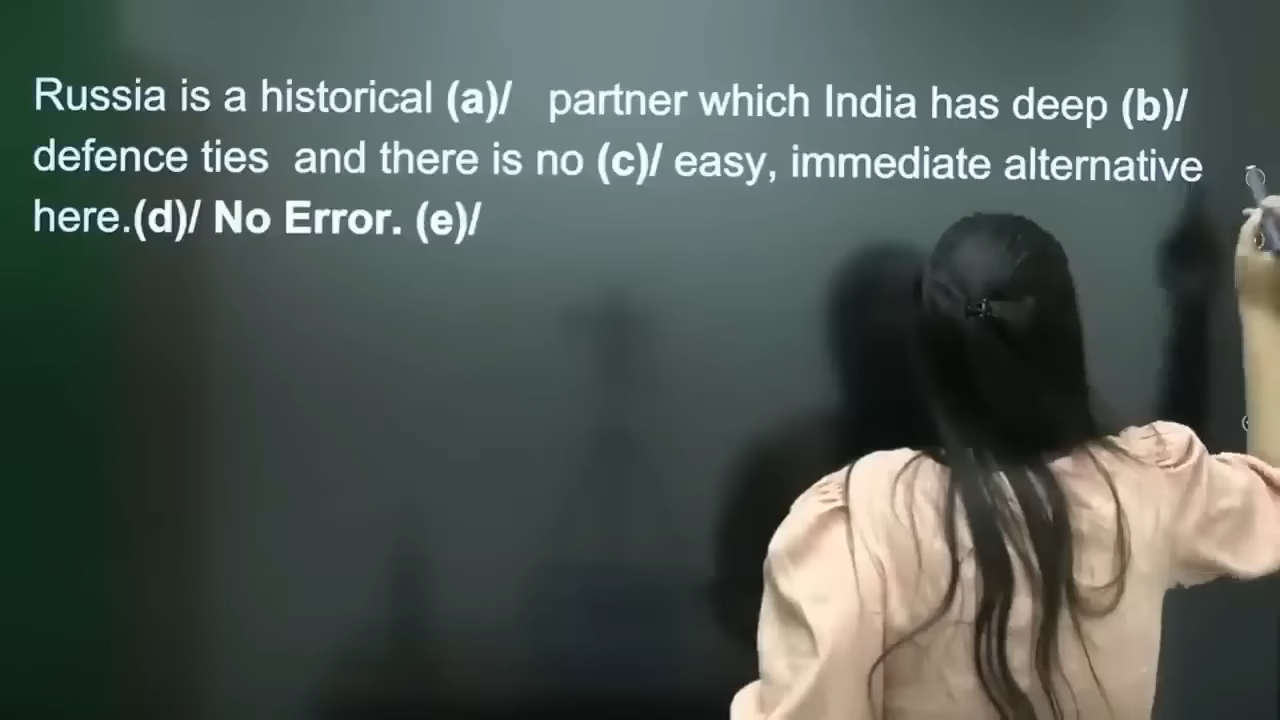 Russia is a historical (a)/ partner which India has deep (b)/
defence ties and there is no (c)/ easy, immediate alternative
here.(d)/ No Error. (e)/